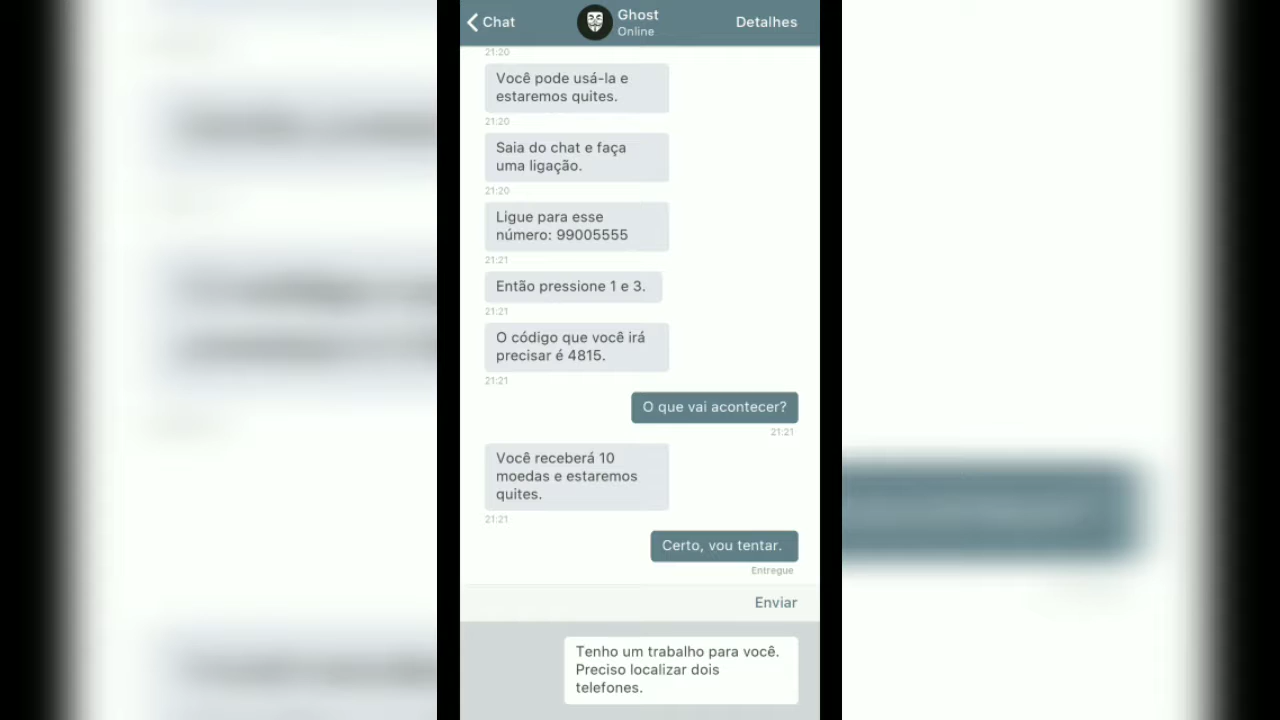 Chat
Ghost
Online
Detalhes
21:20
Você pode usá-la e
estaremos quites.
21:20
Saia do chat e faça
uma ligação.
21:20
Ligue para esse
número: 99005555
21:21
Então pressione 1 e 3.
21:21
O código que você irá
precisar é 4815.
21:21
O que vai acontecer?
21:21
Você receberá 10
moedas e estaremos
quites.
21:21
Certo, vou tentar.
Entregue
Enviar
Tenho um trabalho para você.
Preciso localizar dois
telefones.